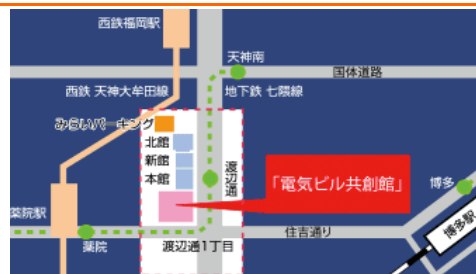 西鉄福岡駅
天神南
国体道路
西鉄 天神大牟田線
地下鉄 七隈線
みらいパーキング
北館
新館
本館
渡辺通
「電気ビル共創館」
博多
薬院駅
博多駅
住吉通り
薬院
渡辺通1丁目